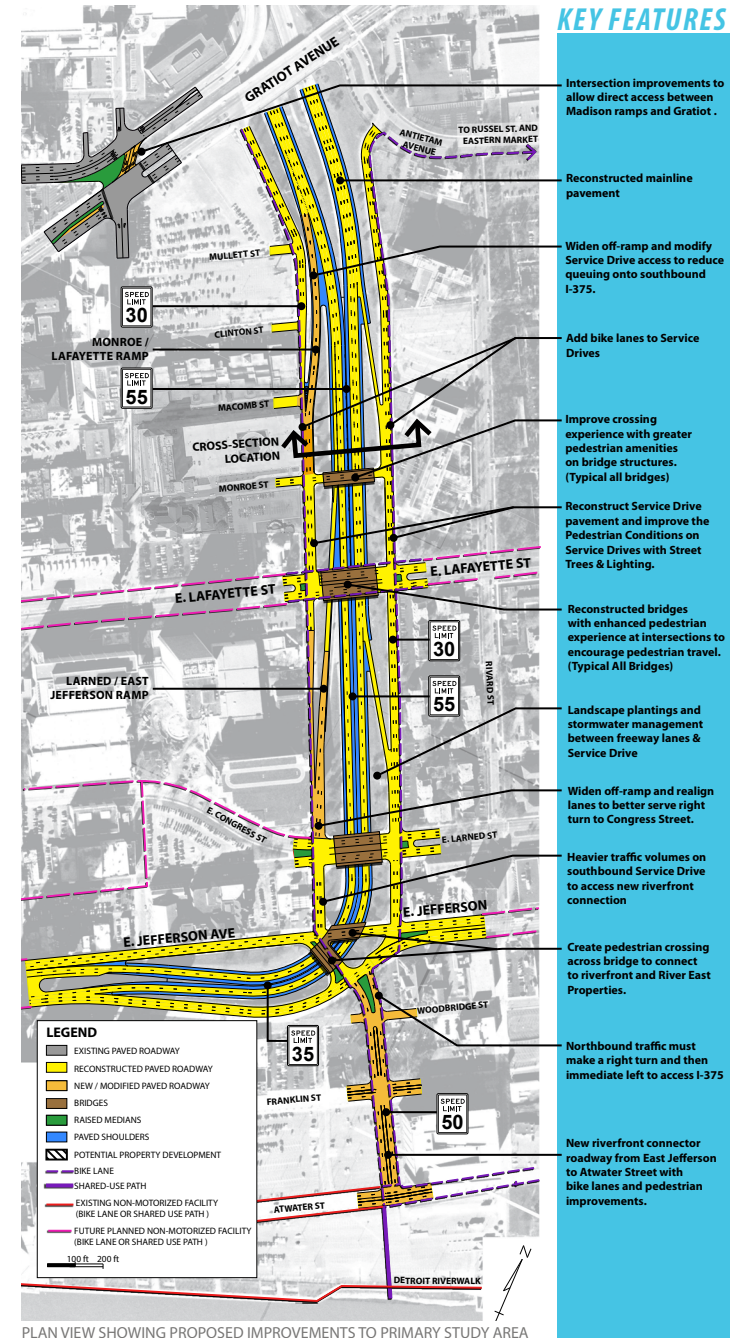 KEY FEATURES
GRATIOT AVENUE
Intersection improvements to
allow direct access between
Madison ramps and Gratiot .
ANTIETAM
AVENUE
TO RUSSEL ST. AND
EASTERN MARKET
Reconstructed mainline
pavement
MULLETT ST
Widen off-ramp and modify
Service Drive access to reduce
queuing onto southbound
I-375.
SPEED
LIMIT
30
CLINTON ST
MONROE /
LAFAYETTE RAMP
Add bike lanes to Service
Drives
SPEED
LIMIT
55
MACOMB ST
CROSS-SECTION
LOCATION
Improve crossing
experience with greater
pedestrian amenities
on bridge structures.
(Typical all bridges)
MONROE ST
Reconstruct Service Drive
pavement and improve the
Pedestrian Conditions on
Service Drives with Street
Trees & Lighting.
E. LAFAYETTE ST
E. LAFAYETTE ST
Reconstructed bridges
with enhanced pedestrian
experience at intersections to
encourage pedestrian travel.
(Typical All Bridges)
SPEED
LIMIT
30
LARNED / EAST
JEFFERSON RAMP
SPEED
LIMIT
55
RIVARD ST
Landscape plantings and
stormwater management
between freeway lanes &
Service Drive
Widen off-ramp and realign
lanes to better serve right
turn to Congress Street.
E. CONGRESS ST
E. LARNED ST
Heavier traffic volumes on
southbound Service Drive
to access new riverfront
connection
E. JEFFERSON
E. JEFFERSON AVE
Create pedestrian crossing
across bridge to connect
to riverfront and River East
Properties.
WOODBRIDGE ST
SPEED
LIMIT
35
Northbound traffic must
make a right turn and then
immediate left to access I-375
FRANKLIN ST
SPEED
LIMIT
50
New riverfront connector
roadway from East Jefferson
to Atwater Street with
bike lanes and pedestrian
improvements.
ATWATER ST
DETROIT RIVERWALK
N
LEGEND
EXISTING PAVED ROADWAY
RECONSTRUCTED PAVED ROADWAY
NEW / MODIFIED PAVED ROADWAY
BRIDGES
RAISED MEDIANS
PAVED SHOULDERS
POTENTIAL PROPERTY DEVELOPMENT
BIKE LANE
SHARED-USE PATH
EXISTING NON-MOTORIZED FACILITY
(BIKE LANE OR SHARED USE PATH )
FUTURE PLANNED NON-MOTORIZED FACILITY
(BIKE LANE OR SHARED USE PATH )
100 ft 200 ft
PLAN VIEW SHOWING PROPOSED IMPROVEMENTS TO PRIMARY STUDY AREA